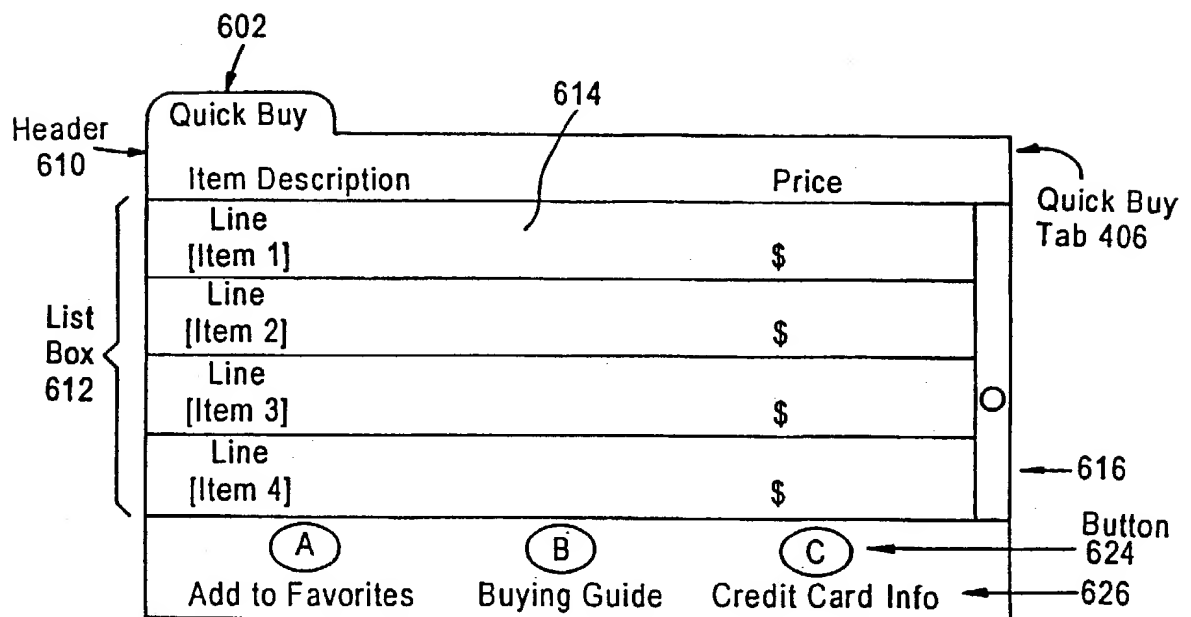 602
Quick Buy
614
Header
610
Item Description Price
Quick Buy
Tab 406
Line
[Item 1] $
Line
[Item 2] $
List
Box
612
Line
[Item 3] $
Line
[Item 4] $
616
A B C
Button
624
Add to Favorites Buying Guide Credit Card Info
626